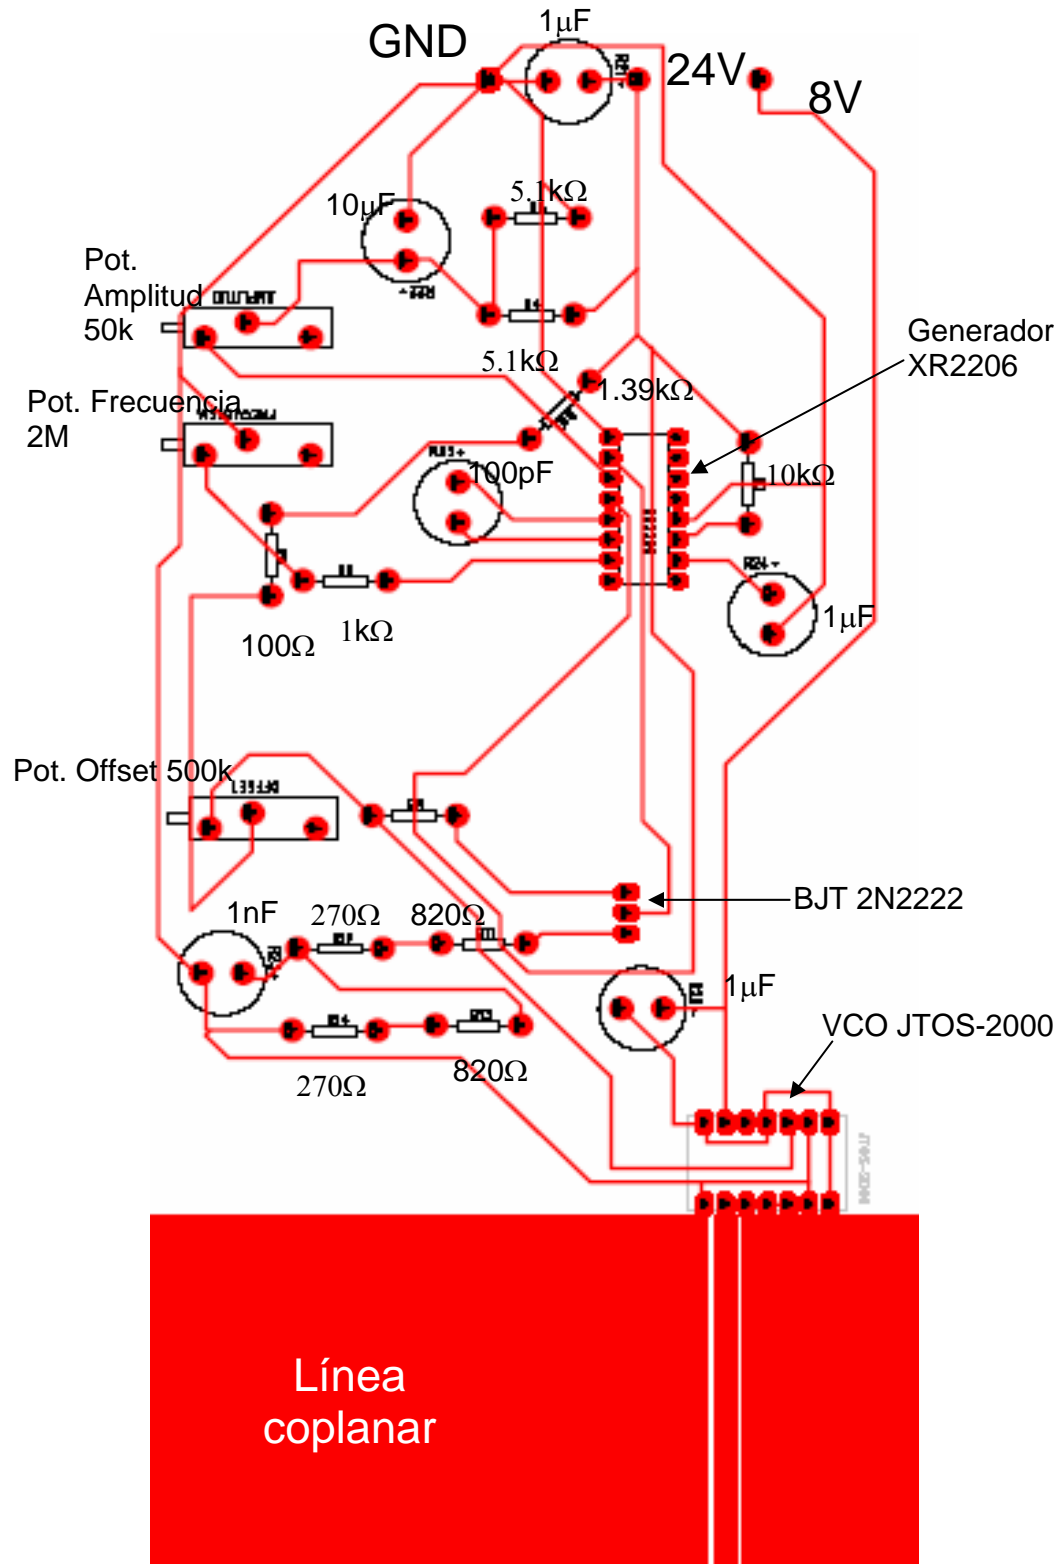 1μF
GND
24V
8V
5.1kΩ
10μF
Pot.
Amplitud
50k
Generador
XR2206
5.1kΩ
1.39kΩ
Pot. Frecuencia
2M
100pF
10kΩ
1kΩ
1μF
100Ω
Pot. Offset 500k
BJT 2N2222
1nF
270Ω
820Ω
1μF
VCO JTOS-2000
820Ω
270Ω
JTOS-2000
Línea
coplanar